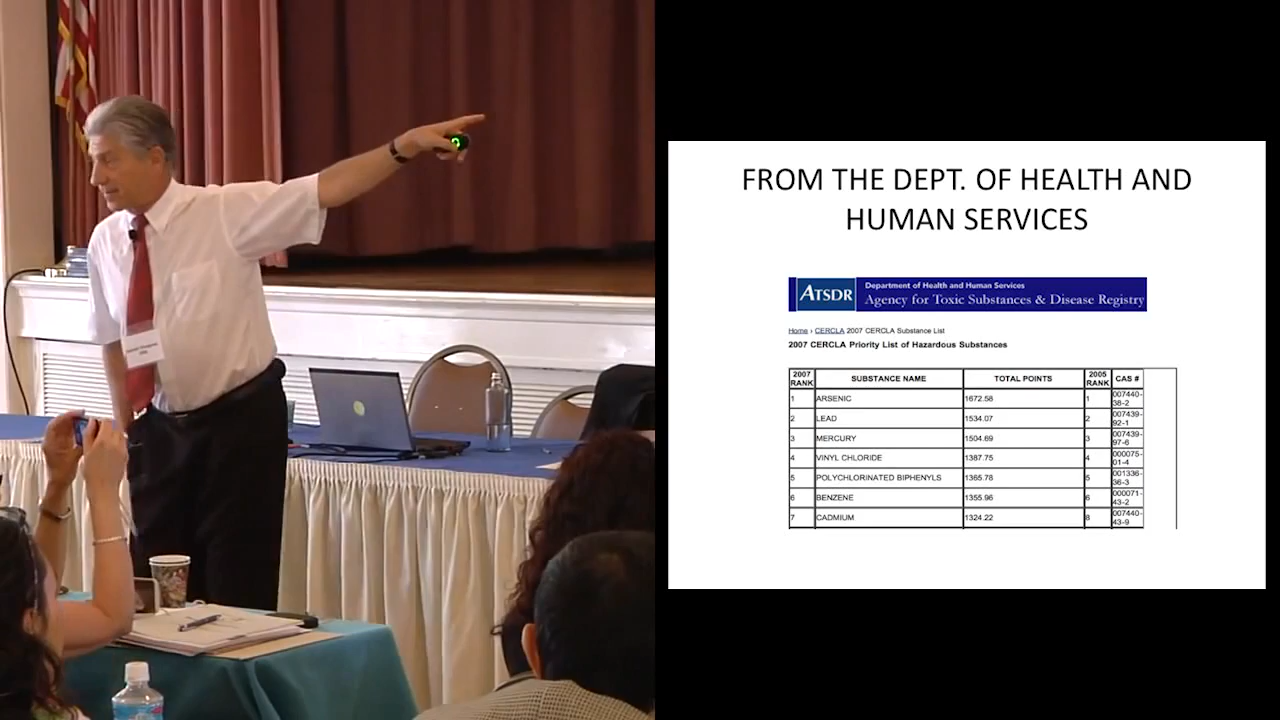 FROM THE DEPT. OF HEALTH AND
HUMAN SERVICES
ATSDR
Department of Health and Human Services
Agency for Toxic Substances & Disease Registry
Home › CERCLA 2007 CERCLA Substance List
2007 CERCLA Priority List of Hazardous Substances
2007 RANK SUBSTANCE NAME TOTAL POINTS 2005 RANK CAS #
1 ARSENIC 1672.58 1 007440-38-2
2 LEAD 1534.07 2 007439-92-1
3 MERCURY 1504.69 3 007439-97-6
4 VINYL CHLORIDE 1387.75 4 000075-01-4
5 POLYCHLORINATED BIPHENYLS 1365.78 5 001336-36-3
6 BENZENE 1355.96 6 000071-43-2
7 CADMIUM 1324.22 8 007440-43-9